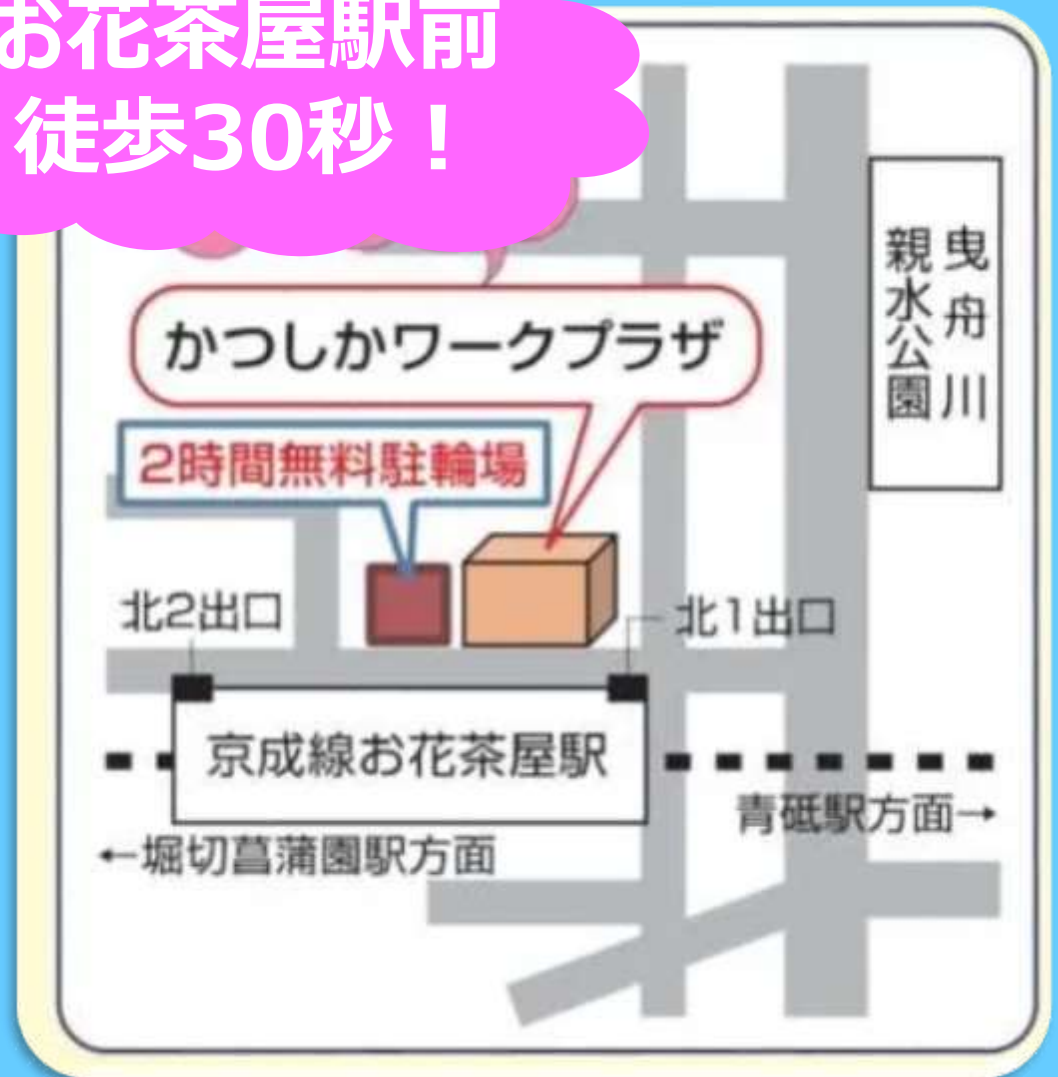 お花茶屋駅前
徒歩30秒！
かつしかワークプラザ
2時間無料駐輪場
曳舟川
親水公園
北2出口
北1出口
京成線お花茶屋駅
青砥駅方面→
←堀切菖蒲園駅方面